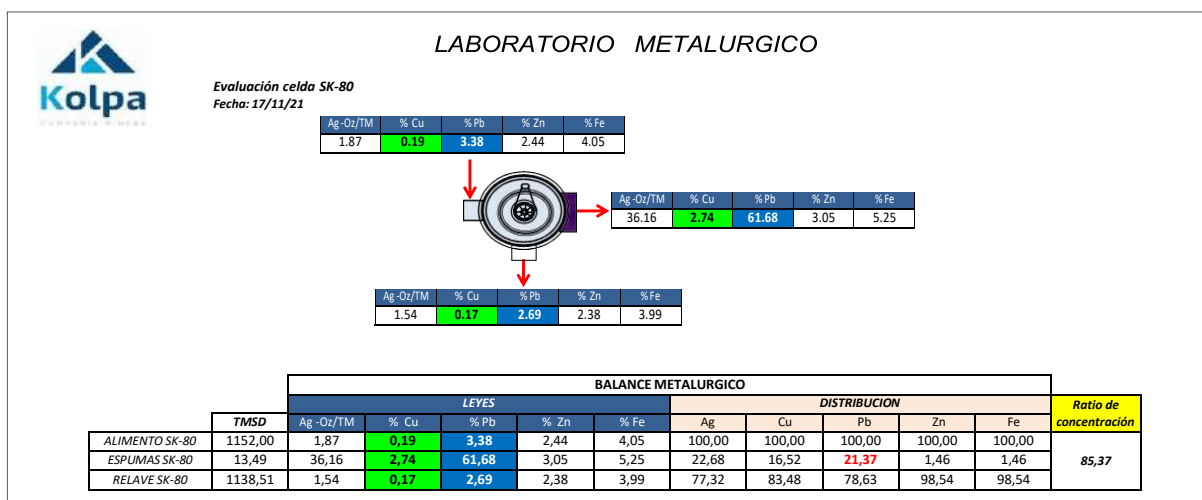 LABORATORIO METALURGICO
Kolpa
Evaluación celda SK-80
Fecha: 17/11/21
Ag-Oz/TM % Cu %Pb % Zn %Fe
1.87 0.19 3.38 2.44 4.05
Ag-Oz/TM % Cu %Pb % Zn %Fe
36.16 2.74 61.68 3.05 5.25
Ag-Oz/TM % Cu %Pb % Zn %Fe
1.54 0.17 2.69 2.38 3.99
BALANCE METALURGICO
LEYES DISTRIBUCION Ratio de concentración
TMSD Ag-Oz/TM % Cu % Pb % Zn % Fe Ag Cu Pb Zn Fe
ALIMENTO SK-80 1152,00 1,87 0,19 3,38 2,44 4,05 100,00 100,00 100,00 100,00 100,00
ESPUMAS SK-80 13,49 36,16 2,74 61,68 3,05 5,25 22,68 16,52 21,37 1,46 1,46 85,37
RELAVE SK-80 1138,51 1,54 0,17 2,69 2,38 3,99 77,32 83,48 78,63 98,54 98,54